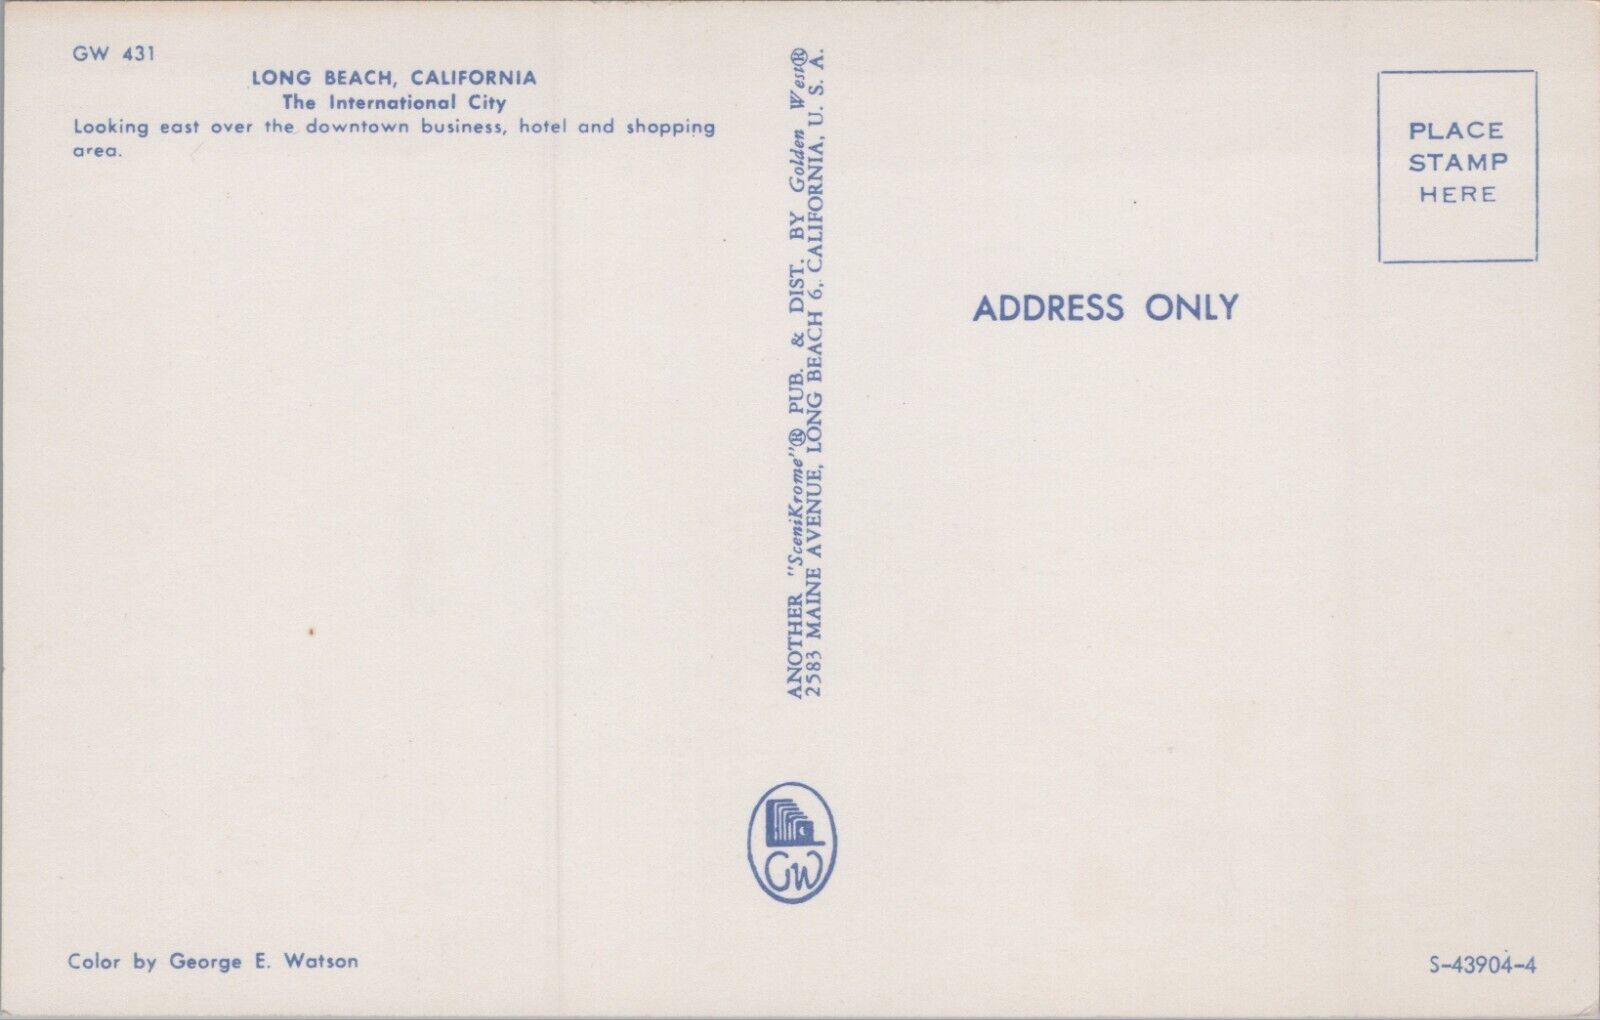 GW 431
LONG BEACH, CALIFORNIA
The International City
Looking east over the downtown business, hotel and shopping
area.
Color by George E. Watson
ANOTHER "SceniKrome"® PUB. & DIST. BY Golden West®
2583 MAINE AVENUE, LONG BEACH 6, CALIFORNIA, U. S. A.
GW
PLACE
STAMP
HERE
ADDRESS ONLY
S-43904-4